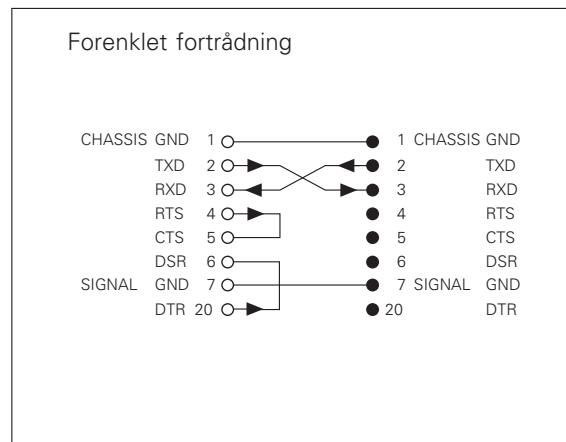 Forenklet fortrådning
CHASSIS GND 1 1 CHASSIS GND
TXD 2 2 TXD
RXD 3 3 RXD
RTS 4 4 RTS
CTS 5 5 CTS
DSR 6 6 DSR
SIGNAL GND 7 7 SIGNAL GND
DTR 20 20 DTR